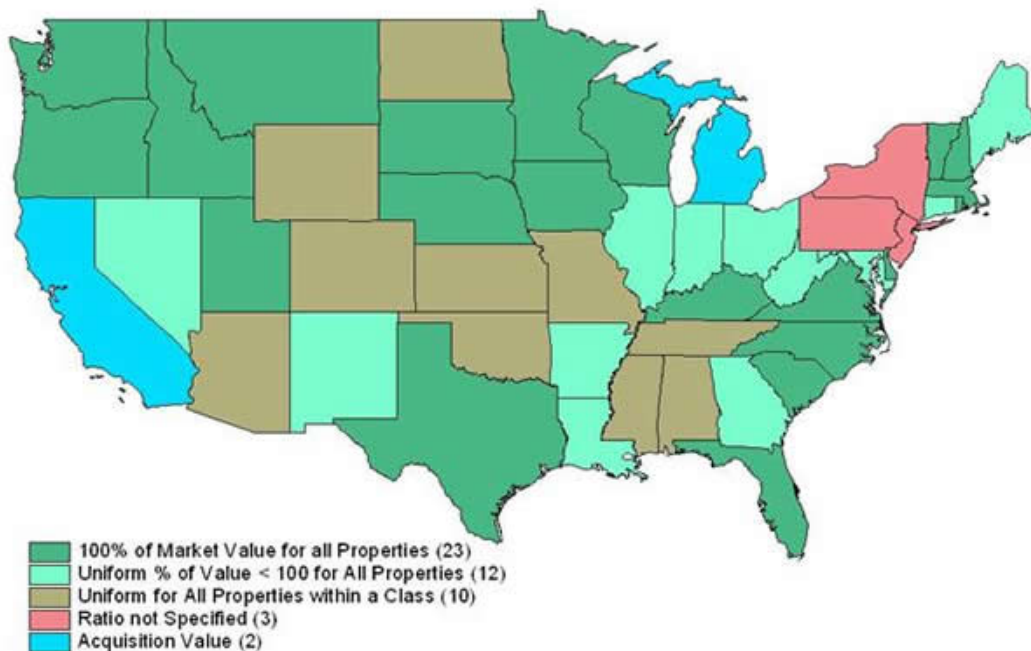 100% of Market Value for all Properties (23)
Uniform % of Value < 100 for All Properties (12)
Uniform for All Properties within a Class (10)
Ratio not Specified (3)
Acquisition Value (2)